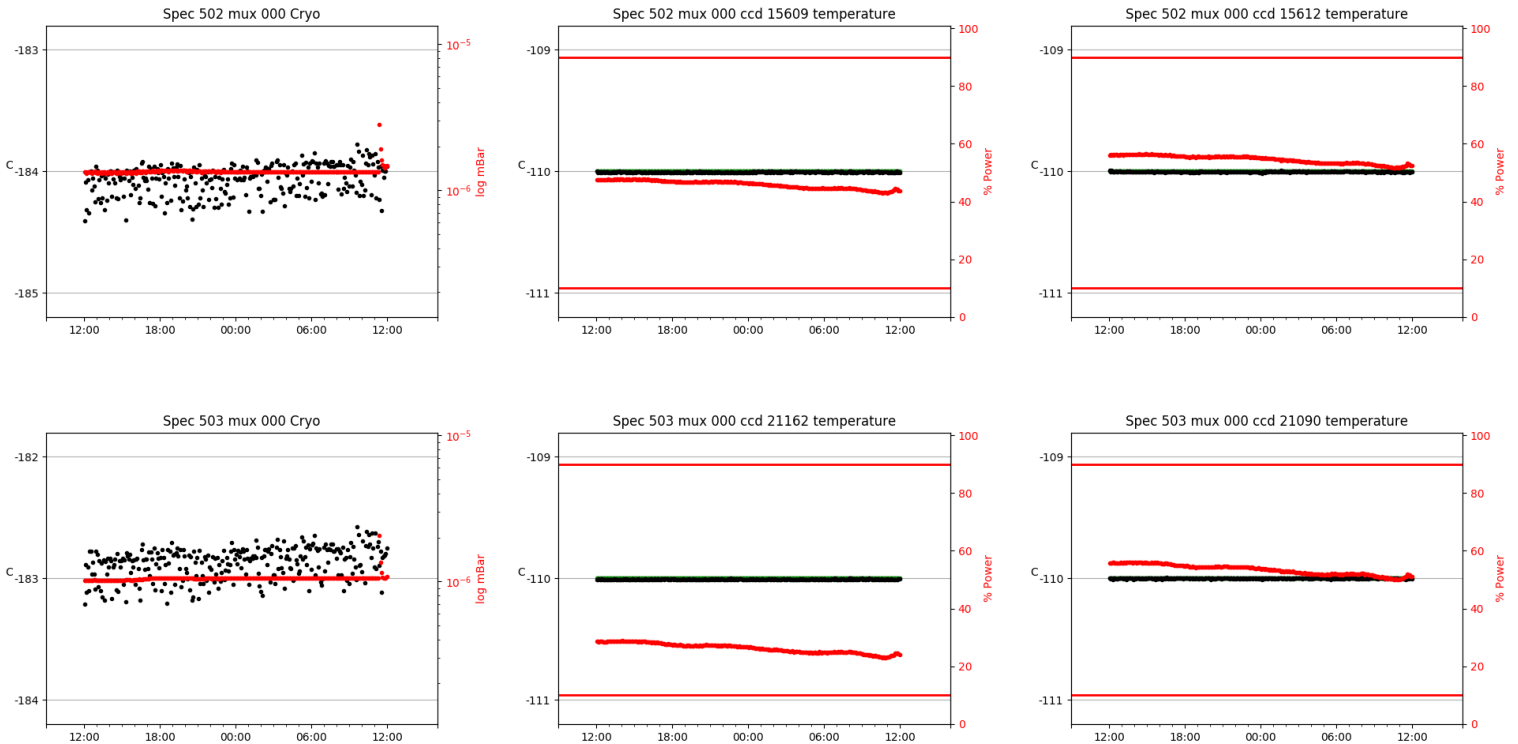 Spec 502 mux 000 Cryo
-183
-184
-185
C
10⁻⁵
10⁻⁶
log mBar
12:00 18:00 00:00 06:00 12:00
Spec 502 mux 000 ccd 15609 temperature
-109
-110
-111
C
100
80
60
40
20
0
% Power
12:00 18:00 00:00 06:00 12:00
Spec 502 mux 000 ccd 15612 temperature
-109
-110
-111
C
100
80
60
40
20
0
% Power
12:00 18:00 00:00 06:00 12:00
Spec 503 mux 000 Cryo
-182
-183
-184
C
10⁻⁵
10⁻⁶
log mBar
12:00 18:00 00:00 06:00 12:00
Spec 503 mux 000 ccd 21162 temperature
-109
-110
-111
C
100
80
60
40
20
0
% Power
12:00 18:00 00:00 06:00 12:00
Spec 503 mux 000 ccd 21090 temperature
-109
-110
-111
C
100
80
60
40
20
0
% Power
12:00 18:00 00:00 06:00 12:00